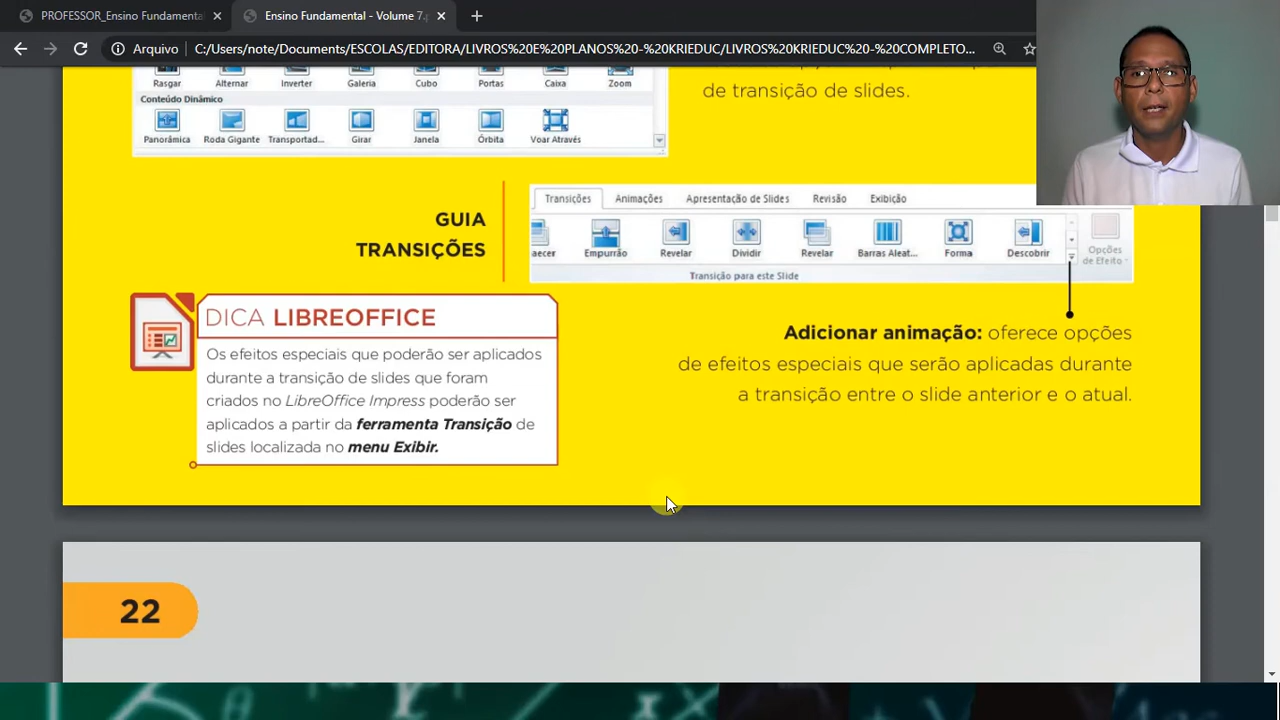 PROFESSOR_Ensino Fundamental
Ensino Fundamental - Volume 7.
Arquivo
C:/Users/note/Documents/ESCOLAS/EDITORA/LIVROS%20E%20PLANOS%20-%20KRIEDUC/LIVROS%20KRIEDUC%20-%20COMPLETO...
Rasgar Alternar Inverter Galeria Cubo Portas Caixa Zoom
Conteúdo Dinâmico
Panorâmica Roda Gigante Transportad... Girar Janela Órbita Voar Através
de transição de slides.
GUIA
TRANSIÇÕES
Transições Animações Apresentação de Slides Revisão Exibição
aecer Empurrão Revelar Dividir Revelar Barras Aleat... Forma Descobrir
Opções
de Efeito
Transição para este Slide
DICA LIBREOFFICE
Os efeitos especiais que poderão ser aplicados
durante a transição de slides que foram
criados no LibreOffice Impress poderão ser
aplicados a partir da ferramenta Transição de
slides localizada no menu Exibir.
Adicionar animação: oferece opções
de efeitos especiais que serão aplicadas durante
a transição entre o slide anterior e o atual.
22